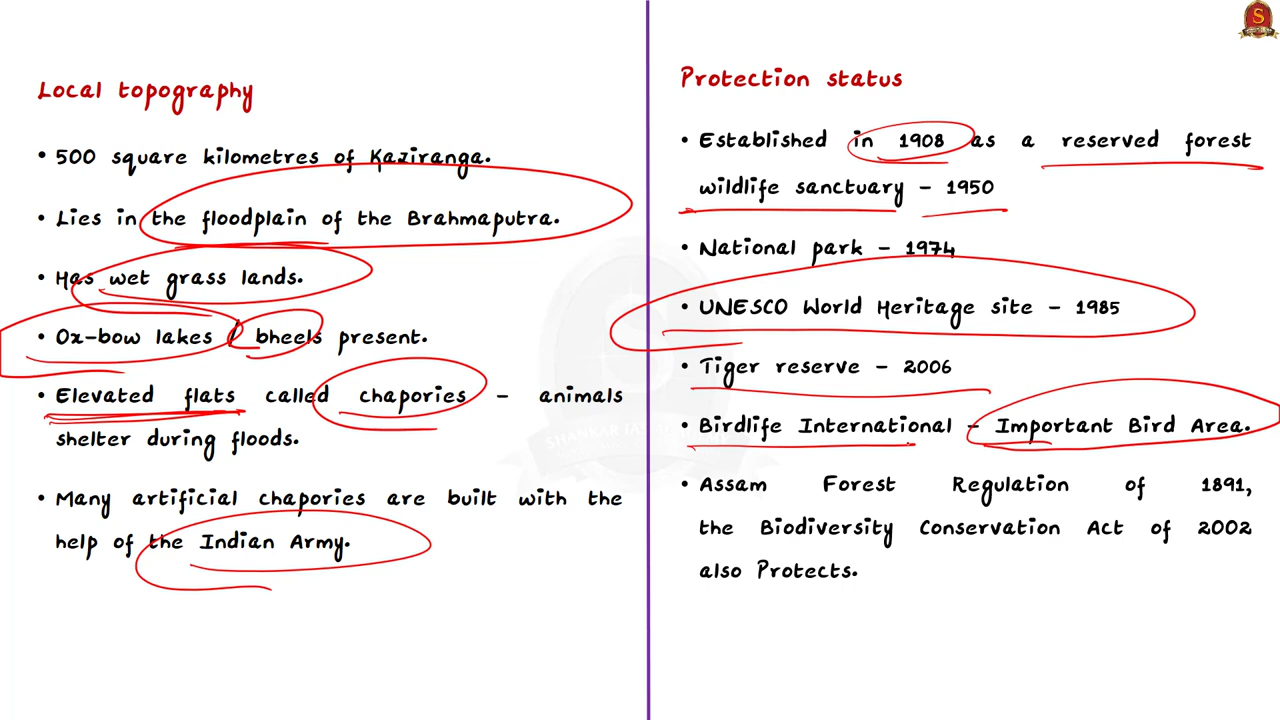 Local topography
• 500 square kilometres of Kaziranga.
• Lies in the floodplain of the Brahmaputra.
• Has wet grass lands.
• Ox-bow lakes / bheels present.
• Elevated flats called chapories – animals
shelter during floods.
• Many artificial chapories are built with the
help of the Indian Army.
Protection status
• Established in 1908 as a reserved forest
wildlife sanctuary – 1950
• National park – 1974
• UNESCO World Heritage site – 1985
• Tiger reserve – 2006
• Birdlife International – Important Bird Area.
• Assam Forest Regulation of 1891,
the Biodiversity Conservation Act of 2002
also Protects.